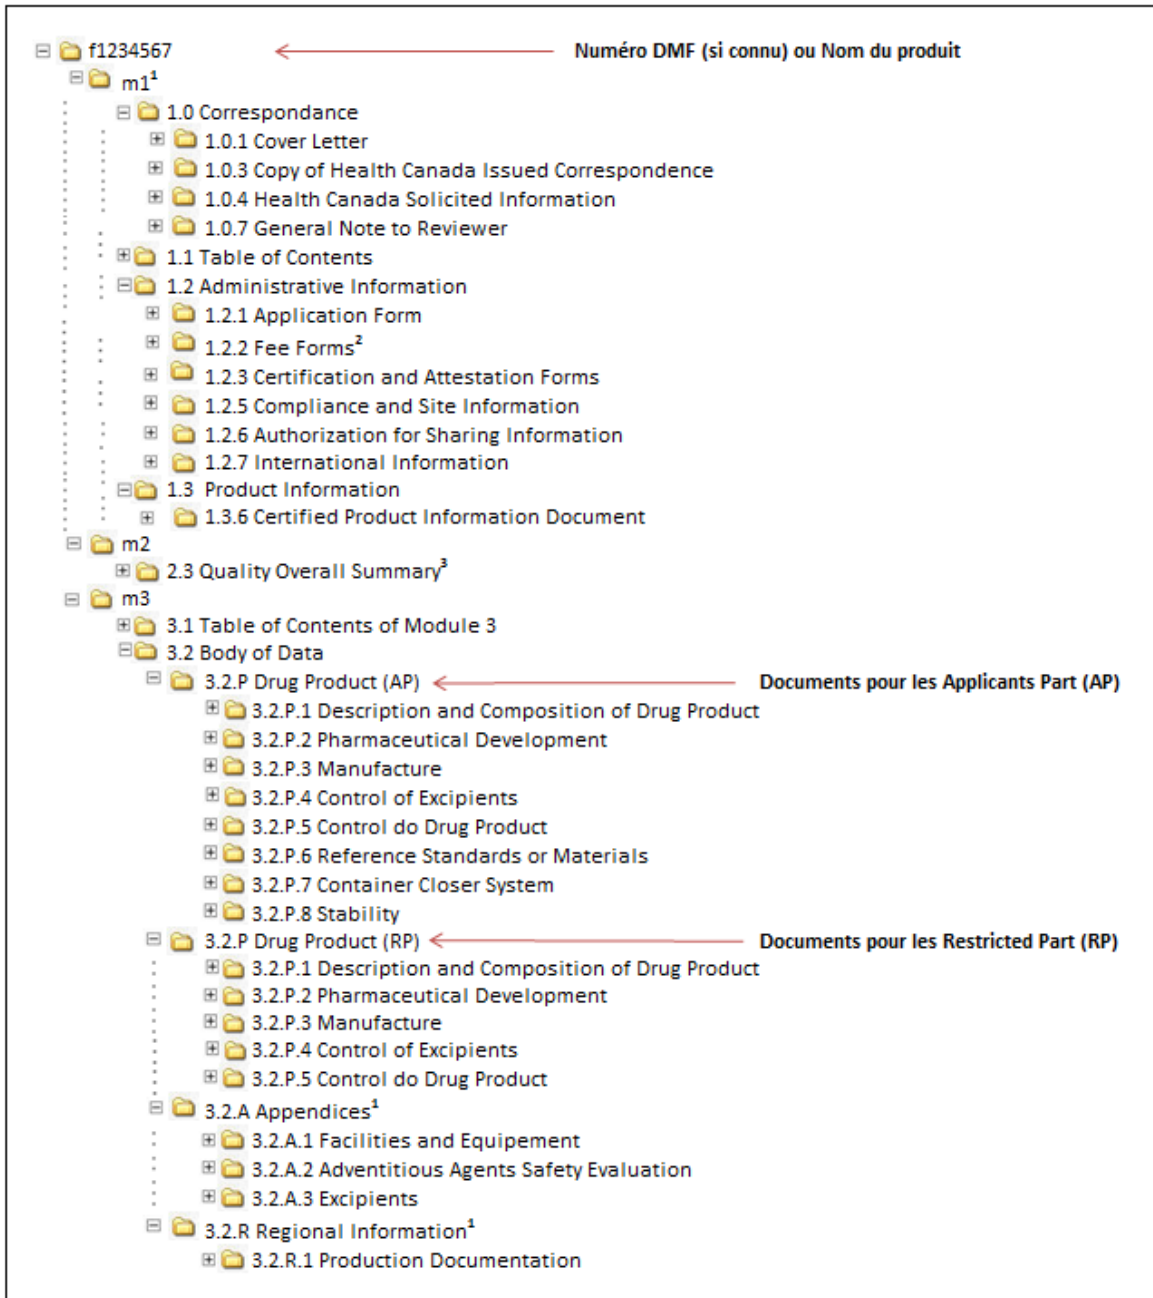 f1234567 Numéro DMF (si connu) ou Nom du produit
m1¹
1.0 Correspondance
1.0.1 Cover Letter
1.0.3 Copy of Health Canada Issued Correspondence
1.0.4 Health Canada Solicited Information
1.0.7 General Note to Reviewer
1.1 Table of Contents
1.2 Administrative Information
1.2.1 Application Form
1.2.2 Fee Forms²
1.2.3 Certification and Attestation Forms
1.2.5 Compliance and Site Information
1.2.6 Authorization for Sharing Information
1.2.7 International Information
1.3 Product Information
1.3.6 Certified Product Information Document
m2
2.3 Quality Overall Summary³
m3
3.1 Table of Contents of Module 3
3.2 Body of Data
3.2.P Drug Product (AP) Documents pour les Applicants Part (AP)
3.2.P.1 Description and Composition of Drug Product
3.2.P.2 Pharmaceutical Development
3.2.P.3 Manufacture
3.2.P.4 Control of Excipients
3.2.P.5 Control do Drug Product
3.2.P.6 Reference Standards or Materials
3.2.P.7 Container Closer System
3.2.P.8 Stability
3.2.P Drug Product (RP) Documents pour les Restricted Part (RP)
3.2.P.1 Description and Composition of Drug Product
3.2.P.2 Pharmaceutical Development
3.2.P.3 Manufacture
3.2.P.4 Control of Excipients
3.2.P.5 Control do Drug Product
3.2.A Appendices¹
3.2.A.1 Facilities and Equipement
3.2.A.2 Adventitious Agents Safety Evaluation
3.2.A.3 Excipients
3.2.R Regional Information¹
3.2.R.1 Production Documentation